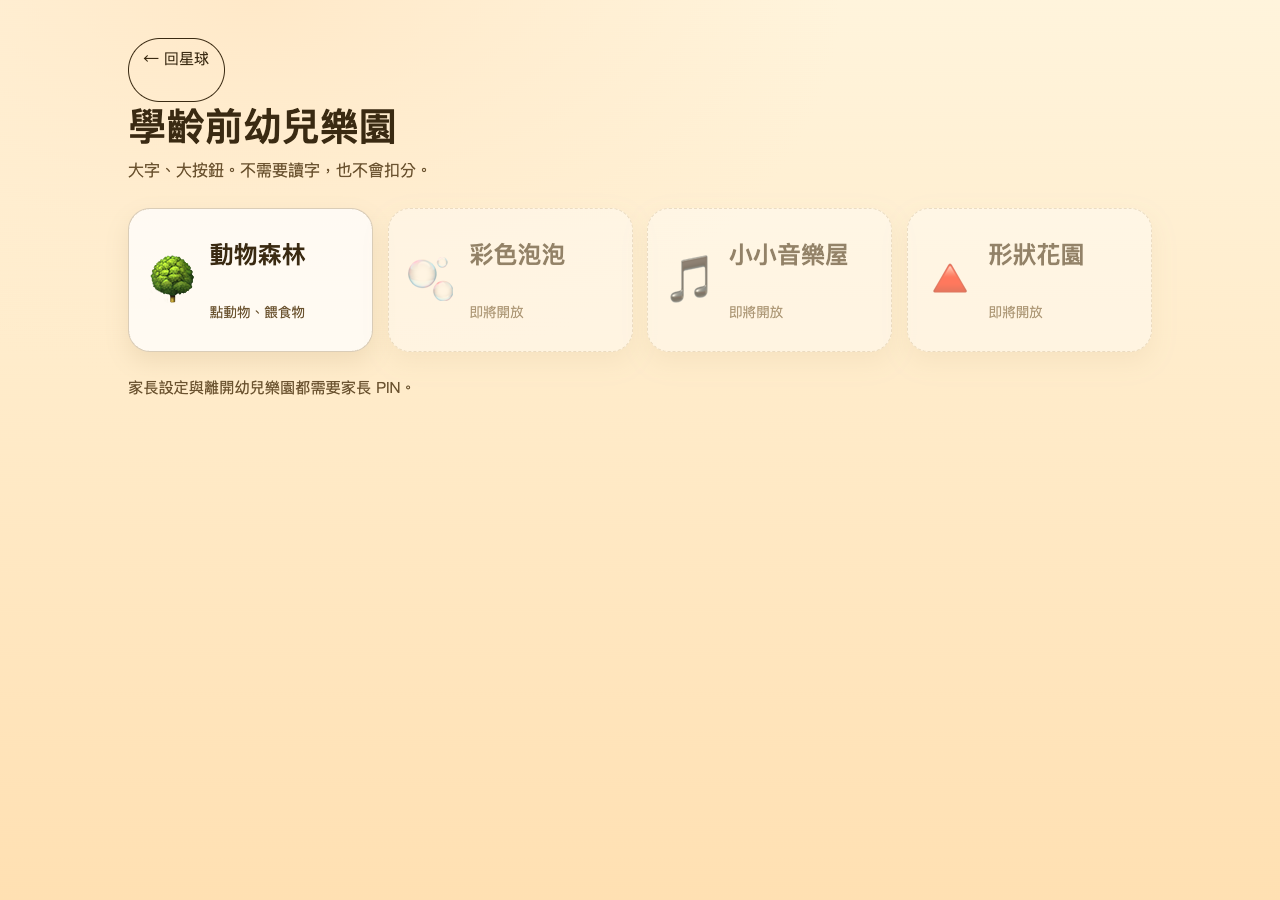 ← 回星球
學齡前幼兒樂園
大字、大按鈕。不需要讀字，也不會扣分。
動物森林
點動物、餵食物
彩色泡泡
即將開放
小小音樂屋
即將開放
形狀花園
即將開放
家長設定與離開幼兒樂園都需要家長 PIN。